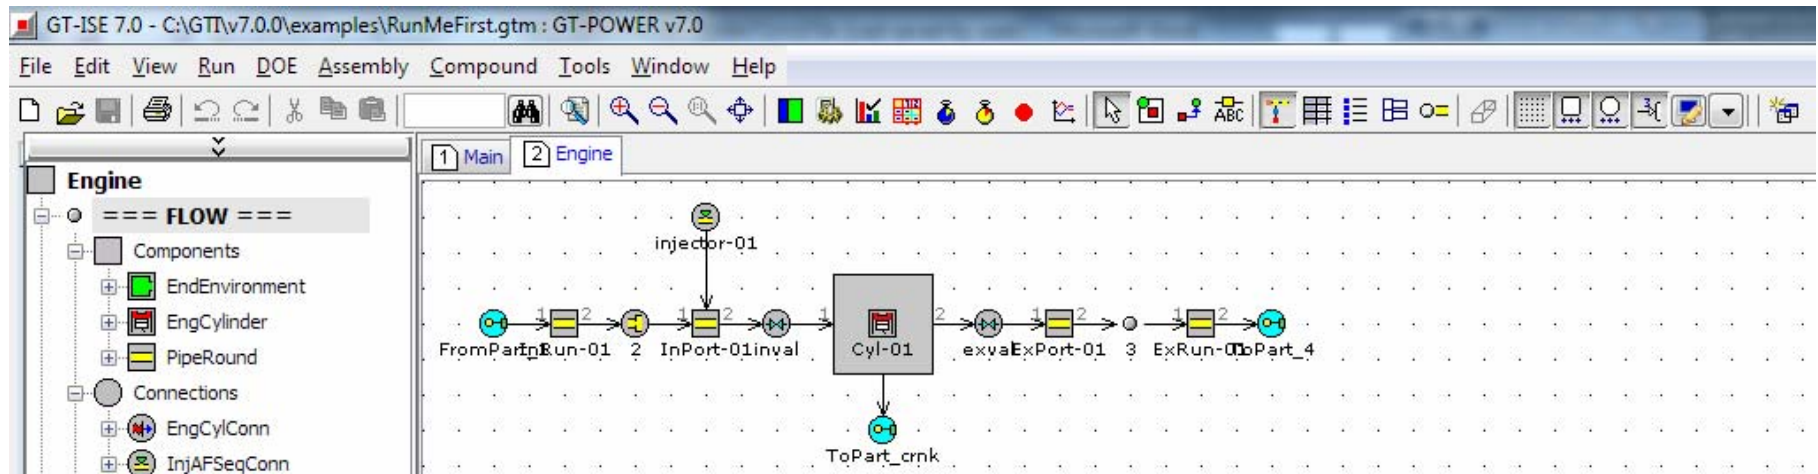 GT-ISE 7.0 - C:\GTI\v7.0.0\examples\RunMeFirst.gtm : GT-POWER v7.0
File Edit View Run DOE Assembly Compound Tools Window Help
ABC
1 Main 2 Engine
Engine
=== FLOW ===
Components
EndEnvironment
EngCylinder
PipeRound
Connections
EngCylConn
InjAFSeqConn
injector-01
1 2 1 2 1 2 1 2 1 2
FromPart_1 InRun-01 2 InPort-01 inval Cyl-01 exval ExPort-01 3 ExRun-01 ToPart_4
ToPart_crnk